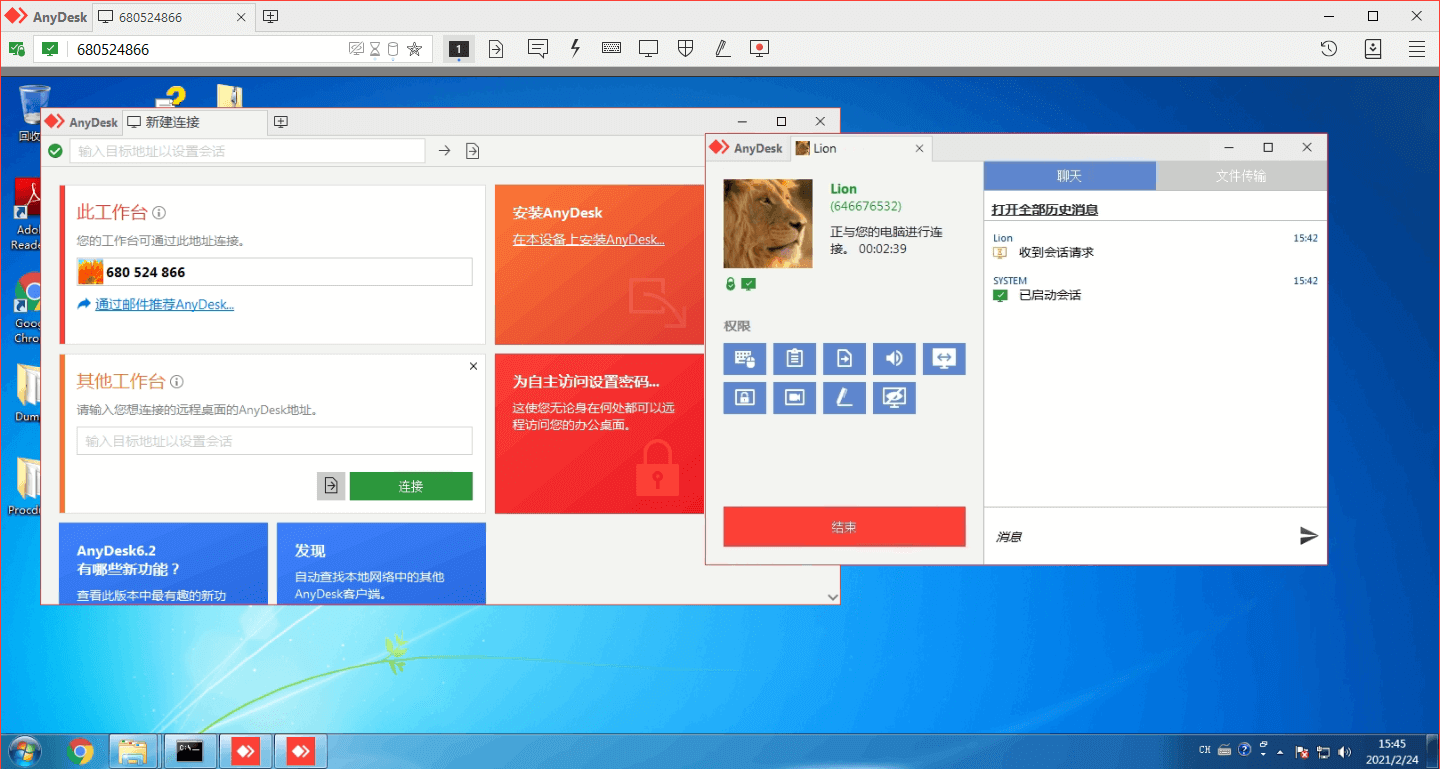 AnyDesk
680524866
680524866
1
回收
Ado
Reade
Goog
Chro
Dum
Procdu
AnyDesk
新建连接
输入目标地址以设置会话
此工作台
您的工作台可通过此地址连接。
680 524 866
通过邮件推荐AnyDesk...
安装AnyDesk
在本设备上安装AnyDesk...
其他工作台
请输入您想连接的远程桌面的AnyDesk地址。
输入目标地址以设置会话
连接
为自主访问设置密码...
这使您无论身在何处都可以远
程访问您的办公桌面。
AnyDesk6.2
有哪些新功能？
查看此版本中最有趣的新功
发现
自动查找本地网络中的其他
AnyDesk客户端。
AnyDesk
Lion
Lion
(646676532)
正与您的电脑进行连
接。 00:02:39
权限
结束
聊天
文件传输
打开全部历史消息
Lion
15:42
收到会话请求
SYSTEM
15:42
已启动会话
消息
C:\
CH
15:45
2021/2/24